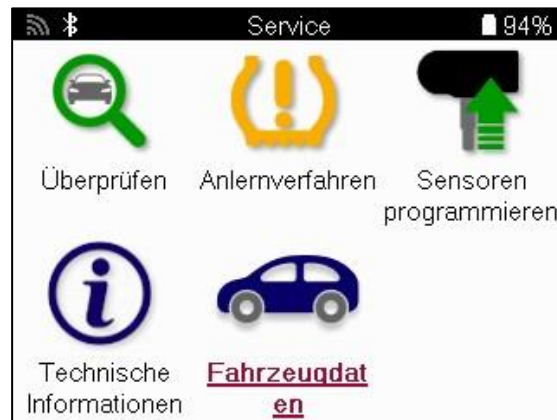 Service 94%
Überprüfen Anlernverfahren Sensoren
programmieren
Technische Fahrzeugdat
Informationen en